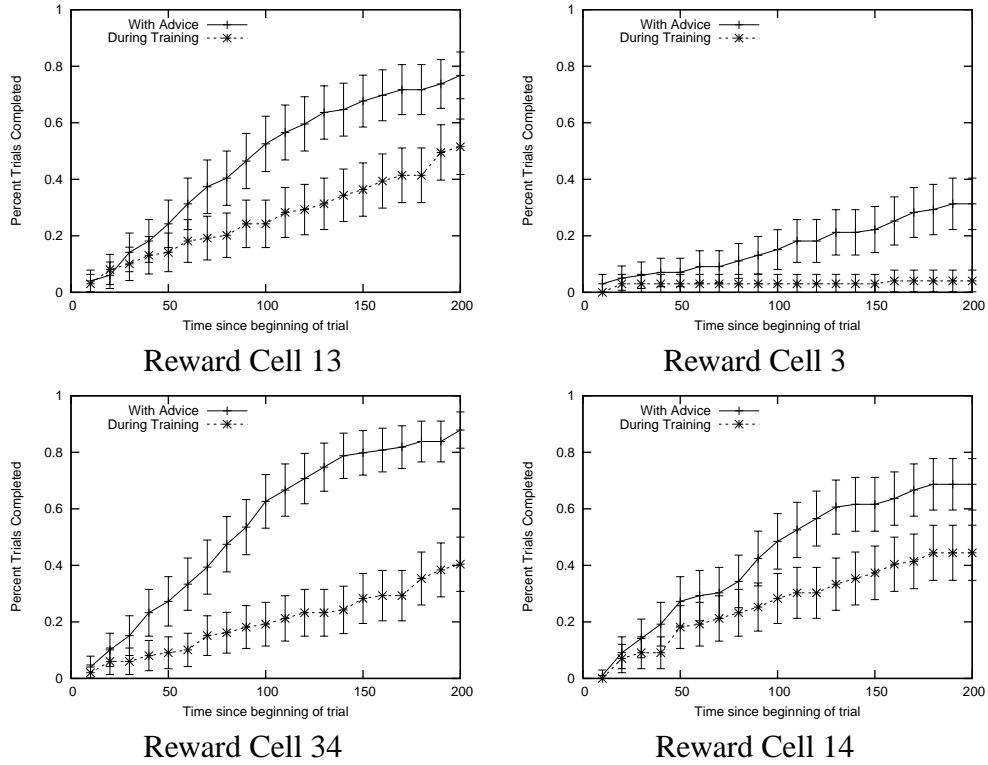 With Advice
During Training
Percent Trials Completed
1
0.8
0.6
0.4
0.2
0
0 50 100 150 200
Time since beginning of trial
Reward Cell 13
With Advice
During Training
Percent Trials Completed
1
0.8
0.6
0.4
0.2
0
0 50 100 150 200
Time since beginning of trial
Reward Cell 3
With Advice
During Training
Percent Trials Completed
1
0.8
0.6
0.4
0.2
0
0 50 100 150 200
Time since beginning of trial
Reward Cell 34
With Advice
During Training
Percent Trials Completed
1
0.8
0.6
0.4
0.2
0
0 50 100 150 200
Time since beginning of trial
Reward Cell 14